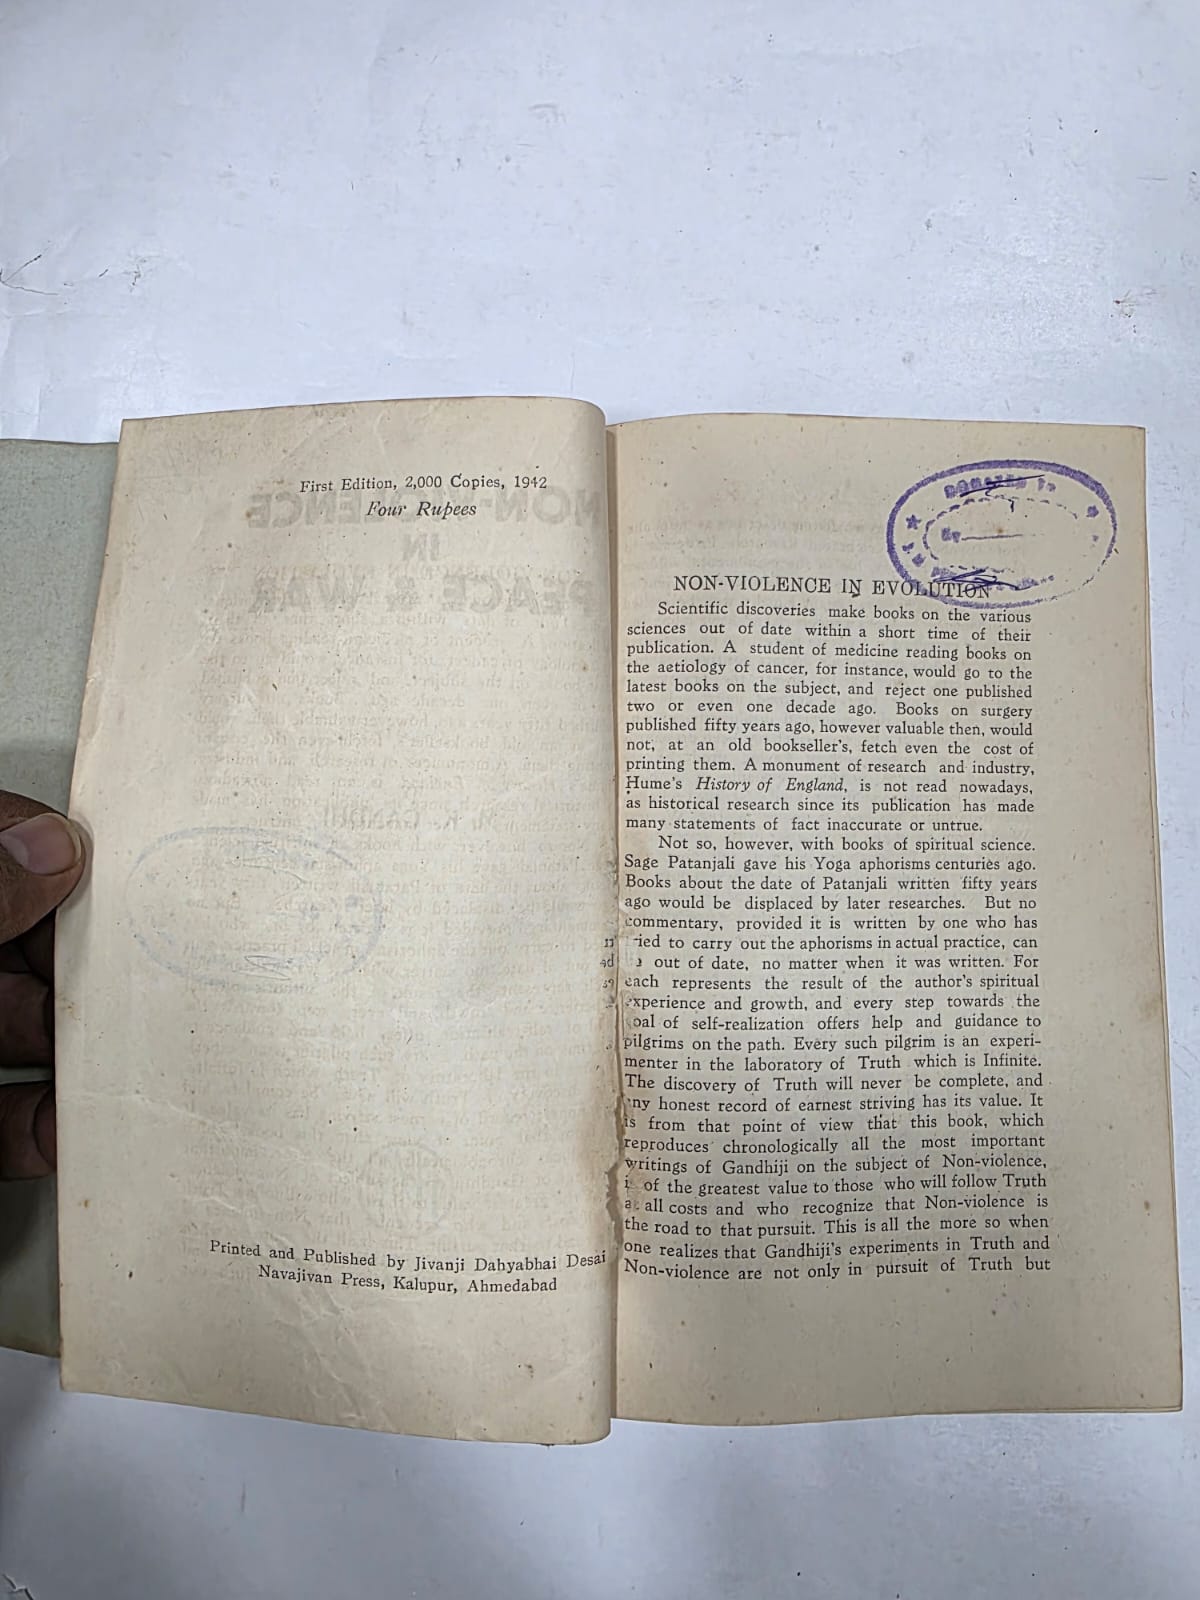 First Edition, 2,000 Copies, 1942
Four Rupees
Printed and Published by Jivanji Dahyabhai Desai
Navajivan Press, Kalupur, Ahmedabad
NON-VIOLENCE IN EVOLUTION
Scientific discoveries make books on the various
sciences out of date within a short time of their
publication. A student of medicine reading books on
the aetiology of cancer, for instance, would go to the
latest books on the subject, and reject one published
two or even one decade ago. Books on surgery
published fifty years ago, however valuable then, would
not, at an old bookseller's, fetch even the cost of
printing them. A monument of research and industry,
Hume's History of England, is not read nowadays,
as historical research since its publication has made
many statements of fact inaccurate or untrue.
Not so, however, with books of spiritual science.
Sage Patanjali gave his Yoga aphorisms centuries ago.
Books about the date of Patanjali written fifty years
ago would be displaced by later researches. But no
commentary, provided it is written by one who has
to carry out the aphorisms in actual practice, can
out of date, no matter when it was written. For
each represents the result of the author's spiritual
experience and growth, and every step towards the
of self-realization offers help and guidance to
pilgrims on the path. Every such pilgrim is an experi-
menter in the laboratory of Truth which is Infinite.
The discovery of Truth will never be complete, and
any honest record of earnest striving has its value. It
is from that point of view that this book, which
reproduces chronologically all the most important
writings of Gandhiji on the subject of Non-violence,
of the greatest value to those who will follow Truth
at all costs and who recognize that Non-violence is
the road to that pursuit. This is all the more so when
one realizes that Gandhiji's experiments in Truth and
Non-violence are not only in pursuit of Truth but